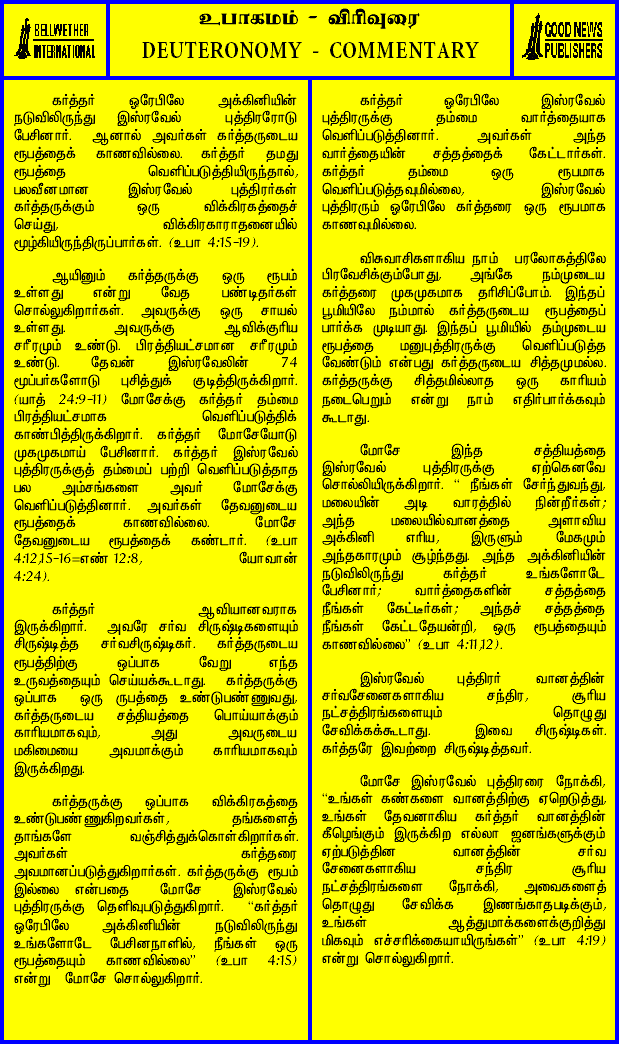 BELLWETHER
INTERNATIONAL
உபாகமம் - விரிவுரை
DEUTERONOMY - COMMENTARY
GOOD NEWS
PUBLISHERS
கர்த்தர் ஓரேபிலே அக்கினியின்
நடுவிலிருந்து இஸ்ரவேல் புத்திரரோடு
பேசினார். ஆனால் அவர்கள் கர்த்தருடைய
ரூபத்தைக் காணவில்லை. கர்த்தர் தமது
ரூபத்தை வெளிப்படுத்தியிருந்தால்,
பலவீனமான இஸ்ரவேல் புத்திரர்கள்
கர்த்தருக்கும் ஒரு விக்கிரகத்தைச்
செய்து, விக்கிரகாராதனையில்
மூழ்கியிருந்திருப்பார்கள். (உபா 4:15-19).
ஆயினும் கர்த்தருக்கு ஒரு ரூபம்
உள்ளது என்று வேத பண்டிதர்கள்
சொல்லுகிறார்கள். அவருக்கு ஒரு சாயல்
உள்ளது. அவருக்கு ஆவிக்குரிய
சரீரமும் உண்டு. பிரத்தியட்சமான சரீரமும்
உண்டு. தேவன் இஸ்ரவேலின் 74
மூப்பர்களோடு புசித்துக் குடித்திருக்கிறார்.
(யாத் 24:9-11) மோசேக்கு கர்த்தர் தம்மை
பிரத்தியட்சமாக வெளிப்படுத்திக்
காண்பித்திருக்கிறார். கர்த்தர் மோசேயோடு
முகமுகமாய் பேசினார். கர்த்தர் இஸ்ரவேல்
புத்திரருக்குத் தம்மைப் பற்றி வெளிப்படுத்தாத
பல அம்சங்களை அவர் மோசேக்கு
வெளிப்படுத்தினார். அவர்கள் தேவனுடைய
ரூபத்தைக் காணவில்லை. மோசே
தேவனுடைய ரூபத்தைக் கண்டார். (உபா
4:12,15-16=எண் 12:8, யோவான்
4:24).
கர்த்தர் ஆவியானவராக
இருக்கிறார். அவரே சர்வ சிருஷ்டிகளையும்
சிருஷ்டித்த சர்வசிருஷ்டிகர். கர்த்தருடைய
ரூபத்திற்கு ஒப்பாக வேறு எந்த
உருவத்தையும் செய்யக்கூடாது. கர்த்தருக்கு
ஒப்பாக ஒரு ருபத்தை உண்டுபண்ணுவது,
கர்த்தருடைய சத்தியத்தை பொய்யாக்கும்
காரியமாகவும், அது அவருடைய
மகிமையை அவமாக்கும் காரியமாகவும்
இருக்கிறது.
கர்த்தருக்கு ஒப்பாக விக்கிரகத்தை
உண்டுபண்ணுகிறவர்கள், தங்களைத்
தாங்களே வஞ்சித்துக்கொள்கிறார்கள்.
அவர்கள் கர்த்தரை
அவமானப்படுத்துகிறார்கள். கர்த்தருக்கு ரூபம்
இல்லை என்பதை மோசே இஸ்ரவேல்
புத்திரருக்கு தெளிவுபடுத்துகிறார். “கர்த்தர்
ஓரேபிலே அக்கினியின் நடுவிலிருந்து
உங்களோடே பேசினநாளில், நீங்கள் ஒரு
ரூபத்தையும் காணவில்லை” (உபா 4:15)
என்று மோசே சொல்லுகிறார்.
கர்த்தர் ஓரேபிலே இஸ்ரவேல்
புத்திரருக்கு தம்மை வார்த்தையாக
வெளிப்படுத்தினார். அவர்கள் அந்த
வார்த்தையின் சத்தத்தைக் கேட்டார்கள்.
கர்த்தர் தம்மை ஒரு ரூபமாக
வெளிப்படுத்தவுமில்லை, இஸ்ரவேல்
புத்திரரும் ஓரேபிலே கர்த்தரை ஒரு ரூபமாக
காணவுமில்லை.
விசுவாசிகளாகிய நாம் பரலோகத்திலே
பிரவேசிக்கும்போது, அங்கே நம்முடைய
கர்த்தரை முகமுகமாக தரிசிப்போம். இந்தப்
பூமியிலே நம்மால் கர்த்தருடைய ரூபத்தைப்
பார்க்க முடியாது. இந்தப் பூமியில் தம்முடைய
ரூபத்தை மனுபுத்திரருக்கு வெளிப்படுத்த
வேண்டும் என்பது கர்த்தருடைய சித்தமுமல்ல.
கர்த்தருக்கு சித்தமில்லாத ஒரு காரியம்
நடைபெறும் என்று நாம் எதிர்பார்க்கவும்
கூடாது.
மோசே இந்த சத்தியத்தை
இஸ்ரவேல் புத்திரருக்கு ஏற்கெனவே
சொல்லியிருக்கிறார். “ நீங்கள் சேர்ந்துவந்து,
மலையின் அடி வாரத்தில் நின்றீர்கள்;
அந்த மலையில்வானத்தை அளாவிய
அக்கினி எரிய, இருளும் மேகமும்
அந்தகாரமும் சூழ்ந்தது. அந்த அக்கினியின்
நடுவிலிருந்து கர்த்தர் உங்களோடே
பேசினார்; வார்த்தைகளின் சத்தத்தை
நீங்கள் கேட்டீர்கள்; அந்தச் சத்தத்தை
நீங்கள் கேட்டதேயன்றி, ஒரு ரூபத்தையும்
காணவில்லை” (உபா 4:11,12).
இஸ்ரவேல் புத்திரர் வானத்தின்
சர்வசேனைகளாகிய சந்திர, சூரிய
நட்சத்திரங்களையும் தொழுது
சேவிக்கக்கூடாது. இவை சிருஷ்டிகள்.
கர்த்தரே இவற்றை சிருஷ்டித்தவர்.
மோசே இஸ்ரவேல் புத்திரரை நோக்கி,
“உங்கள் கண்களை வானத்திற்கு ஏறெடுத்து,
உங்கள் தேவனாகிய கர்த்தர் வானத்தின்
கீழெங்கும் இருக்கிற எல்லா ஜனங்களுக்கும்
ஏற்படுத்தின வானத்தின் சர்வ
சேனைகளாகிய சந்திர சூரிய
நட்சத்திரங்களை நோக்கி, அவைகளைத்
தொழுது சேவிக்க இணங்காதபடிக்கும்,
உங்கள் ஆத்துமாக்களைக்குறித்து
மிகவும் எச்சரிக்கையாயிருங்கள்” (உபா 4:19)
என்று சொல்லுகிறார்.